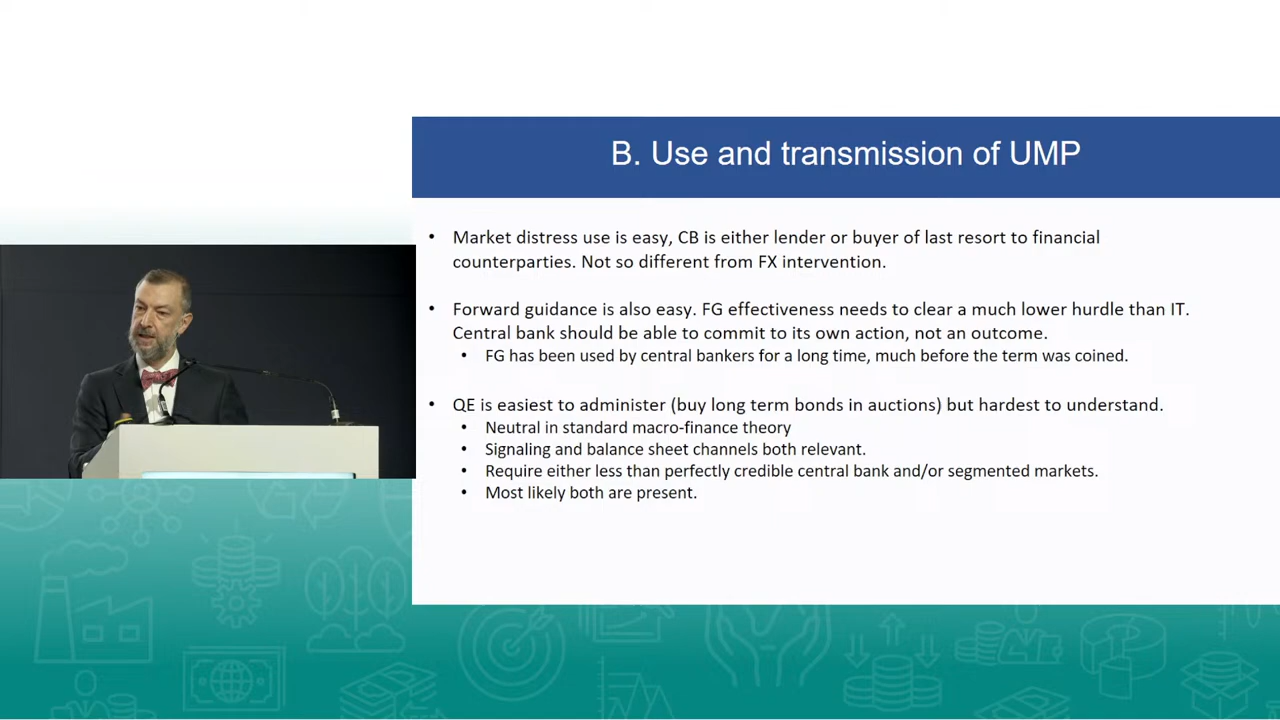 B. Use and transmission of UMP
• Market distress use is easy, CB is either lender or buyer of last resort to financial
counterparties. Not so different from FX intervention.
• Forward guidance is also easy. FG effectiveness needs to clear a much lower hurdle than IT.
Central bank should be able to commit to its own action, not an outcome.
• FG has been used by central bankers for a long time, much before the term was coined.
• QE is easiest to administer (buy long term bonds in auctions) but hardest to understand.
• Neutral in standard macro-finance theory
• Signaling and balance sheet channels both relevant.
• Require either less than perfectly credible central bank and/or segmented markets.
• Most likely both are present.